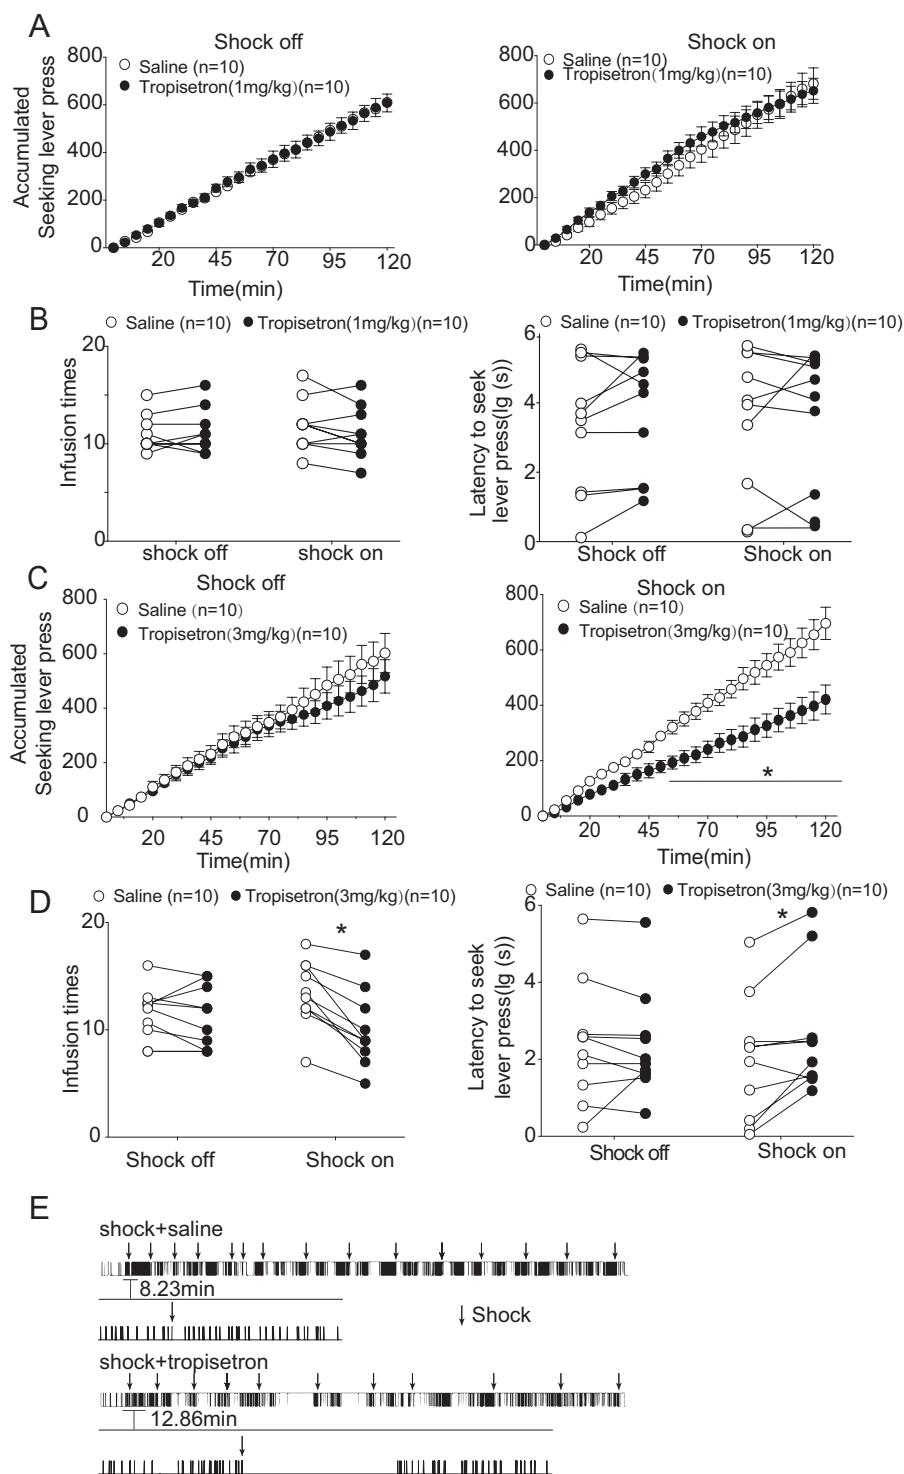 A
Shock off
Saline (n=10)
Tropisetron(1mg/kg)(n=10)
Accumulated
Seeking lever press
800
600
400
200
0
20 45 70 95 120
Time(min)
Shock on
Saline (n=10)
Tropisetron(1mg/kg)(n=10)
800
600
400
200
0
20 45 70 95 120
Time(min)
B
Saline (n=10) Tropisetron(1mg/kg)(n=10)
Infusion times
20
10
0
shock off shock on
Saline (n=10) Tropisetron(1mg/kg)(n=10)
Latency to seek
lever press(lg (s))
6
4
2
0
Shock off Shock on
C
Shock off
Saline (n=10)
Tropisetron(3mg/kg)(n=10)
Accumulated
Seeking lever press
800
600
400
200
0
20 45 70 95 120
Time(min)
Shock on
Saline (n=10)
Tropisetron(3mg/kg)(n=10)
800
600
400
200
0
*
20 45 70 95 120
Time(min)
D
Saline (n=10) Tropisetron(3mg/kg)(n=10)
Infusion times
20
10
0
*
Shock off Shock on
Saline (n=10) Tropisetron(3mg/kg)(n=10)
Latency to seek
lever press(lg (s))
6
4
2
0
*
Shock off Shock on
E
shock+saline
8.23min
Shock
shock+tropisetron
12.86min